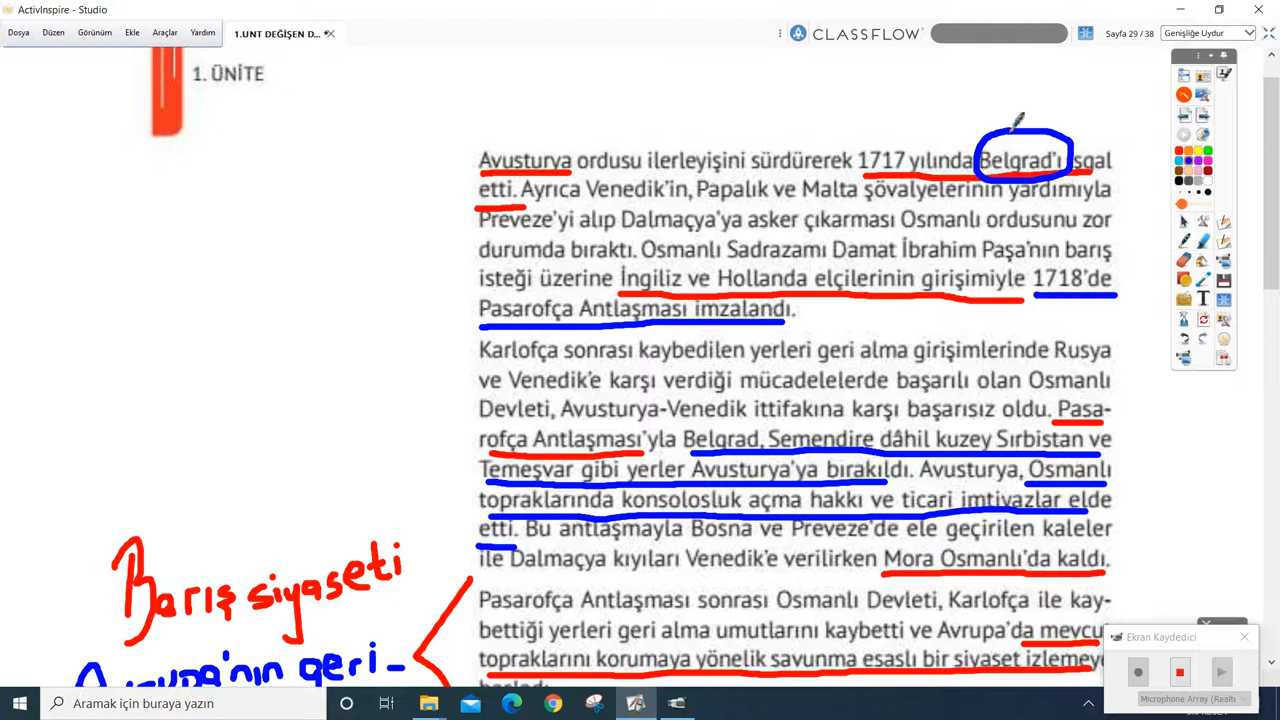 ActivInspire - Studio
Dosya Düzen Görünüm Ekle Araçlar Yardım
1.UNT DEĞİŞEN D...
CLASSFLOW
Sayfa 29 / 38
Genişliğe Uydur
1. ÜNİTE
Avusturya ordusu ilerleyişini sürdürerek 1717 yılında Belgrad'ı işgal
etti. Ayrıca Venedik'in, Papalık ve Malta şövalyelerinin yardımıyla
Preveze'yi alıp Dalmaçya'ya asker çıkarması Osmanlı ordusunu zor
durumda bıraktı. Osmanlı Sadrazamı Damat İbrahim Paşa'nın barış
isteği üzerine İngiliz ve Hollanda elçilerinin girişimiyle 1718'de
Pasarofça Antlaşması imzalandı.
Karlofça sonrası kaybedilen yerleri geri alma girişimlerinde Rusya
ve Venedik'e karşı verdiği mücadelelerde başarılı olan Osmanlı
Devleti, Avusturya-Venedik ittifakına karşı başarısız oldu. Pasa-
rofça Antlaşması'yla Belgrad, Semendire dâhil kuzey Sırbistan ve
Temeşvar gibi yerler Avusturya'ya bırakıldı. Avusturya, Osmanlı
topraklarında konsolosluk açma hakkı ve ticari imtiyazlar elde
etti. Bu antlaşmayla Bosna ve Preveze'de ele geçirilen kaleler
ile Dalmaçya kıyıları Venedik'e verilirken Mora Osmanlı'da kaldı.
Pasarofça Antlaşması sonrası Osmanlı Devleti, Karlofça ile kay-
bettiği yerleri geri alma umutlarını kaybetti ve Avrupa'da mevcu
topraklarını korumaya yönelik savunma esaslı bir siyaset izlemeye
Barış siyaseti
Avrupa'nın geri-
Ekran Kaydedici
Microphone Array (Realte
Aramak için buraya yazın